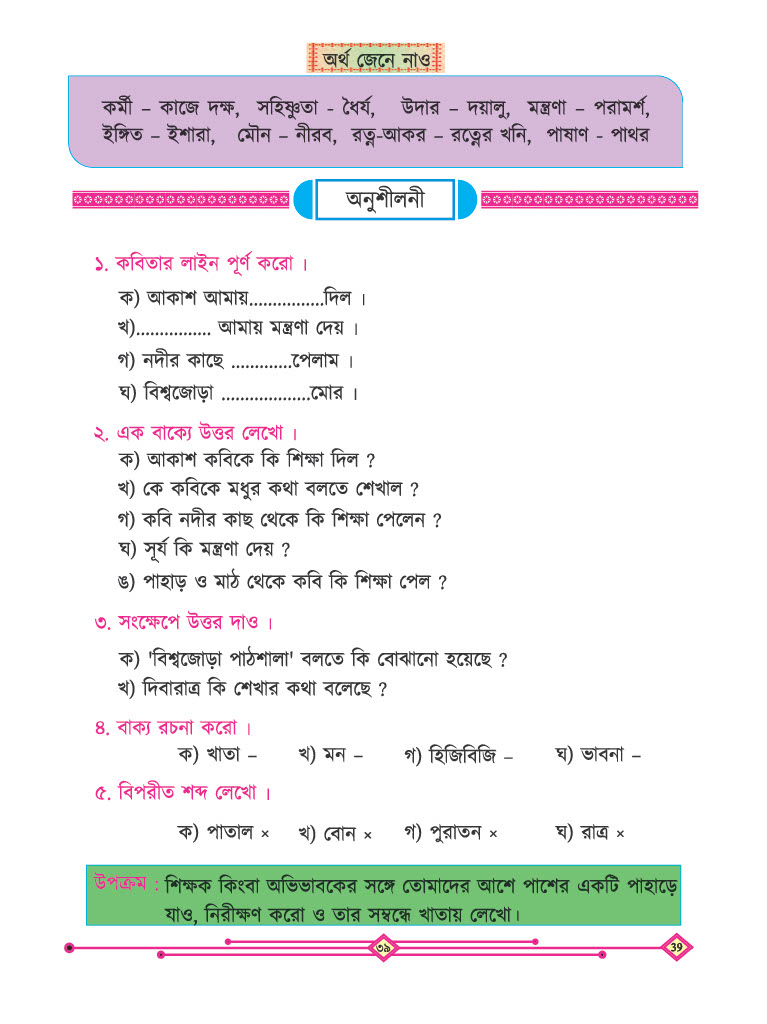 অর্থ জেনে নাও
কর্মী – কাজে দক্ষ, সহিষ্ণুতা - ধৈর্য, উদার – দয়ালু, মন্ত্রণা – পরামর্শ,
ইঙ্গিত – ইশারা, মৌন – নীরব, রত্ন-আকর – রত্নের খনি, পাষাণ - পাথর
অনুশীলনী
১. কবিতার লাইন পূর্ণ করো ।
ক) আকাশ আমায়................দিল ।
খ)................ আমায় মন্ত্রণা দেয় ।
গ) নদীর কাছে .............পেলাম ।
ঘ) বিশ্বজোড়া ...................মোর ।
২. এক বাক্যে উত্তর লেখো ।
ক) আকাশ কবিকে কি শিক্ষা দিল ?
খ) কে কবিকে মধুর কথা বলতে শেখাল ?
গ) কবি নদীর কাছ থেকে কি শিক্ষা পেলেন ?
ঘ) সূর্য কি মন্ত্রণা দেয় ?
ঙ) পাহাড় ও মাঠ থেকে কবি কি শিক্ষা পেল ?
৩. সংক্ষেপে উত্তর দাও ।
ক) 'বিশ্বজোড়া পাঠশালা' বলতে কি বোঝানো হয়েছে ?
খ) দিবারাত্র কি শেখার কথা বলেছে ?
৪. বাক্য রচনা করো ।
ক) খাতা – খ) মন – গ) হিজিবিজি – ঘ) ভাবনা –
৫. বিপরীত শব্দ লেখো ।
ক) পাতাল × খ) বোন × গ) পুরাতন × ঘ) রাত্র ×
উপক্রম : শিক্ষক কিংবা অভিভাবকের সঙ্গে তোমাদের আশে পাশের একটি পাহাড়ে
যাও, নিরীক্ষণ করো ও তার সম্বন্ধে খাতায় লেখো।
৩৯ 39